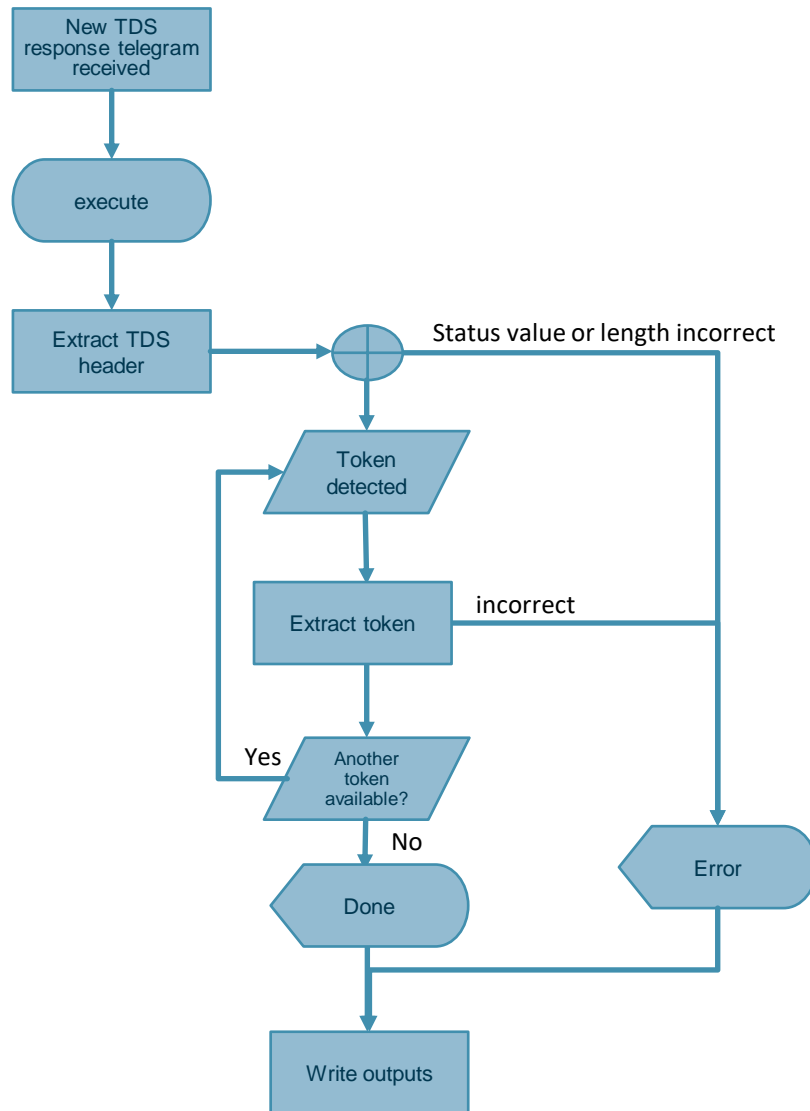 New TDS
response telegram
received
execute
Extract TDS
header
Status value or length incorrect
Token
detected
Extract token
incorrect
Yes
Another
token
available?
No
Done
Error
Write outputs